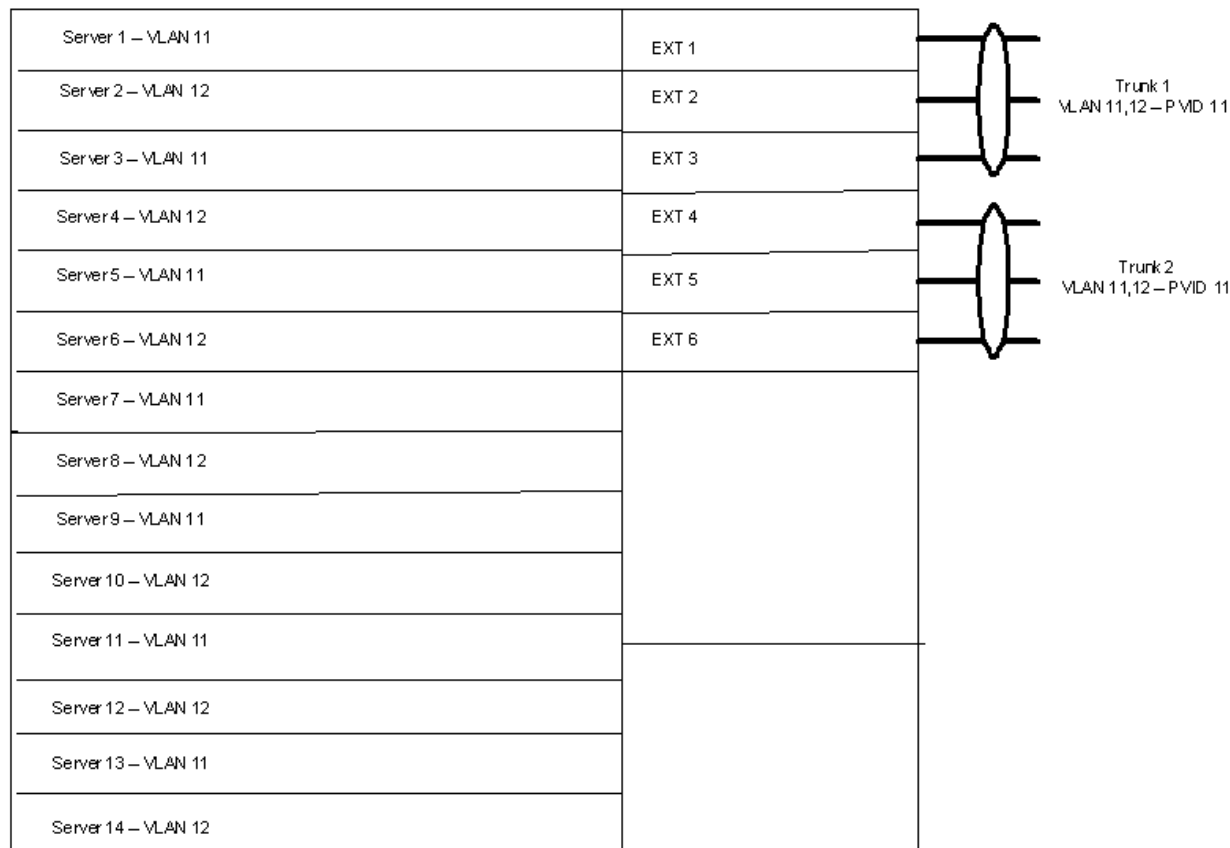 Server 1 – VLAN 11
EXT 1
Server 2 – VLAN 12
EXT 2
Trunk 1
VLAN 11,12 – PVID 11
Server 3 – VLAN 11
EXT 3
Server 4 – VLAN 12
EXT 4
Server 5 – VLAN 11
EXT 5
Trunk 2
VLAN 11,12 – PVID 11
Server 6 – VLAN 12
EXT 6
Server 7 – VLAN 11
Server 8 – VLAN 12
Server 9 – VLAN 11
Server 10 – VLAN 12
Server 11 – VLAN 11
Server 12 – VLAN 12
Server 13 – VLAN 11
Server 14 – VLAN 12